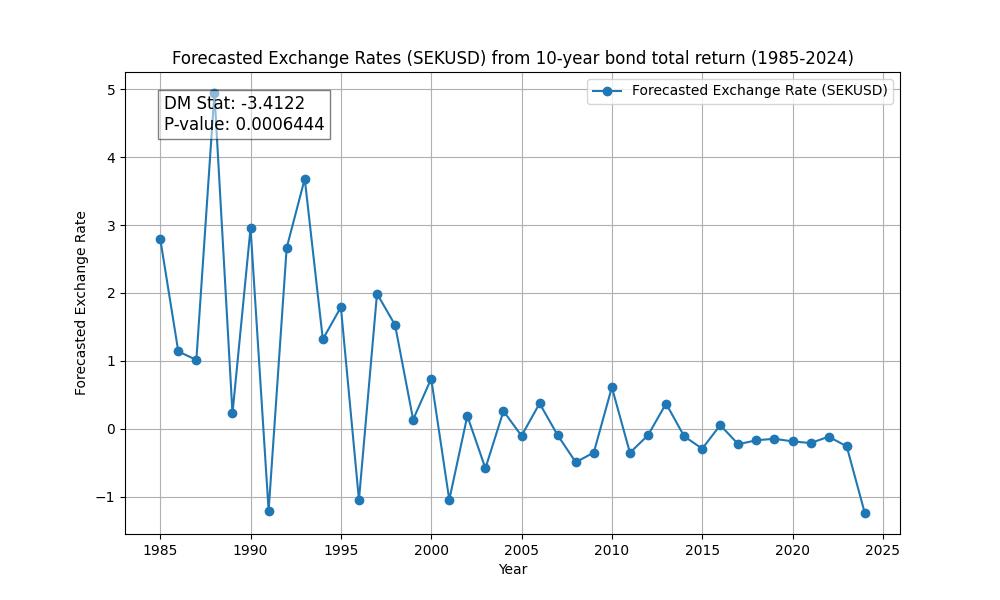 Forecasted Exchange Rates (SEKUSD) from 10-year bond total return (1985-2024)
DM Stat: -3.4122
P-value: 0.0006444
Forecasted Exchange Rate (SEKUSD)
Forecasted Exchange Rate
5
4
3
2
1
0
−1
1985 1990 1995 2000 2005 2010 2015 2020 2025
Year